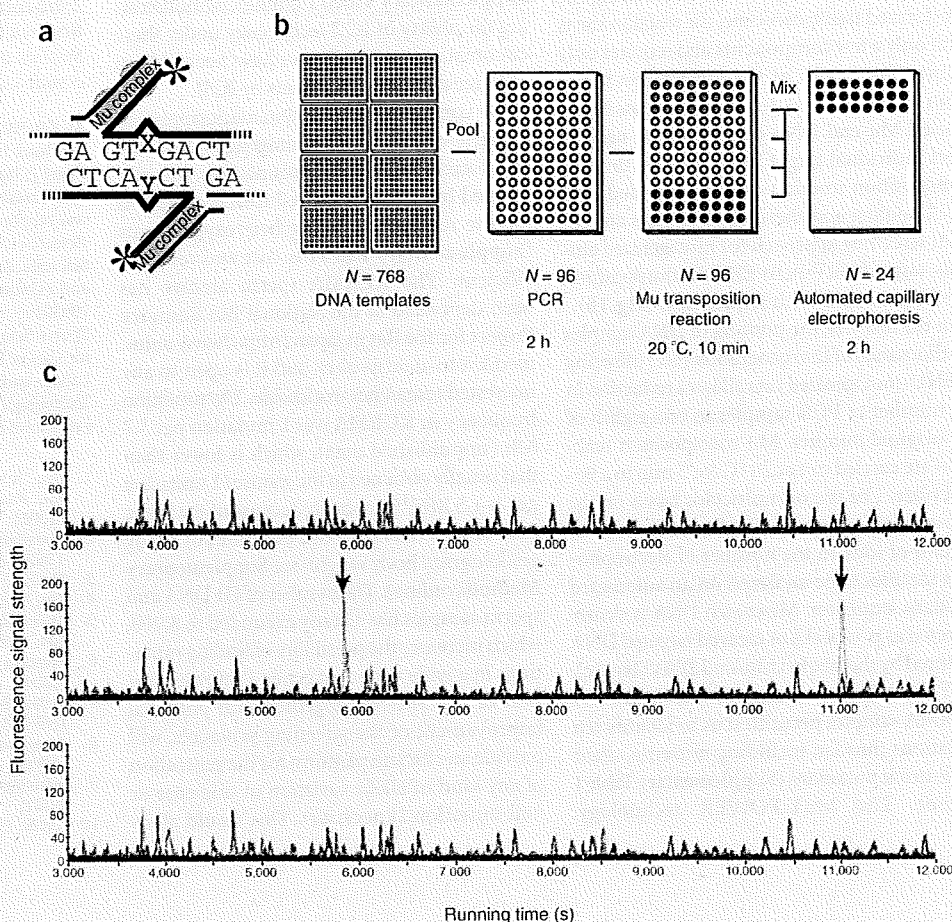 a
b
Mu complex
GA GT X GACT
CTCA Y CT GA
Mu complex
Pool
Mix
N = 768
DNA templates
N = 96
PCR
2 h
N = 96
Mu transposition
reaction
20 °C, 10 min
N = 24
Automated capillary
electrophoresis
2 h
c
Fluorescence signal strength
200
160
120
80
40
0
3.000 4.000 5.000 6.000 7.000 8.000 9.000 10.000 11.000 12.000
200
160
120
80
40
0
3.000 4.000 5.000 6.000 7.000 8.000 9.000 10.000 11.000 12.000
200
160
120
80
40
0
3.000 4.000 5.000 6.000 7.000 8.000 9.000 10.000 11.000 12.000
Running time (s)